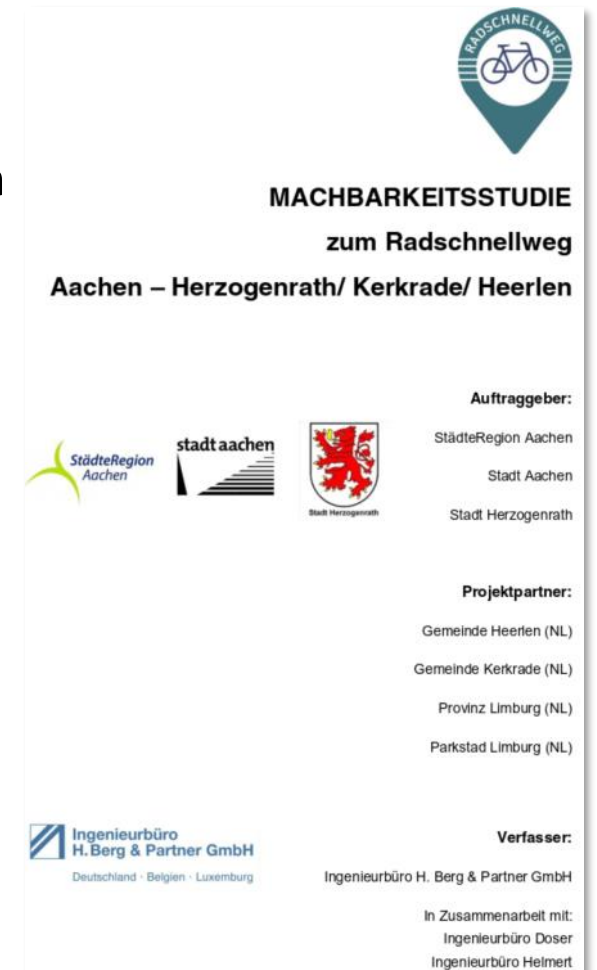 RADSCHNELLWEG
MACHBARKEITSSTUDIE
zum Radschnellweg
Aachen – Herzogenrath/ Kerkrade/ Heerlen
Auftraggeber:
StädteRegion Aachen
Stadt Aachen
Stadt Herzogenrath
StädteRegion
Aachen
stadt aachen
Stadt Herzogenrath
Projektpartner:
Gemeinde Heerlen (NL)
Gemeinde Kerkrade (NL)
Provinz Limburg (NL)
Parkstad Limburg (NL)
Ingenieurbüro
H. Berg & Partner GmbH
Deutschland · Belgien · Luxemburg
Verfasser:
Ingenieurbüro H. Berg & Partner GmbH
In Zusammenarbeit mit:
Ingenieurbüro Doser
Ingenieurbüro Helmert